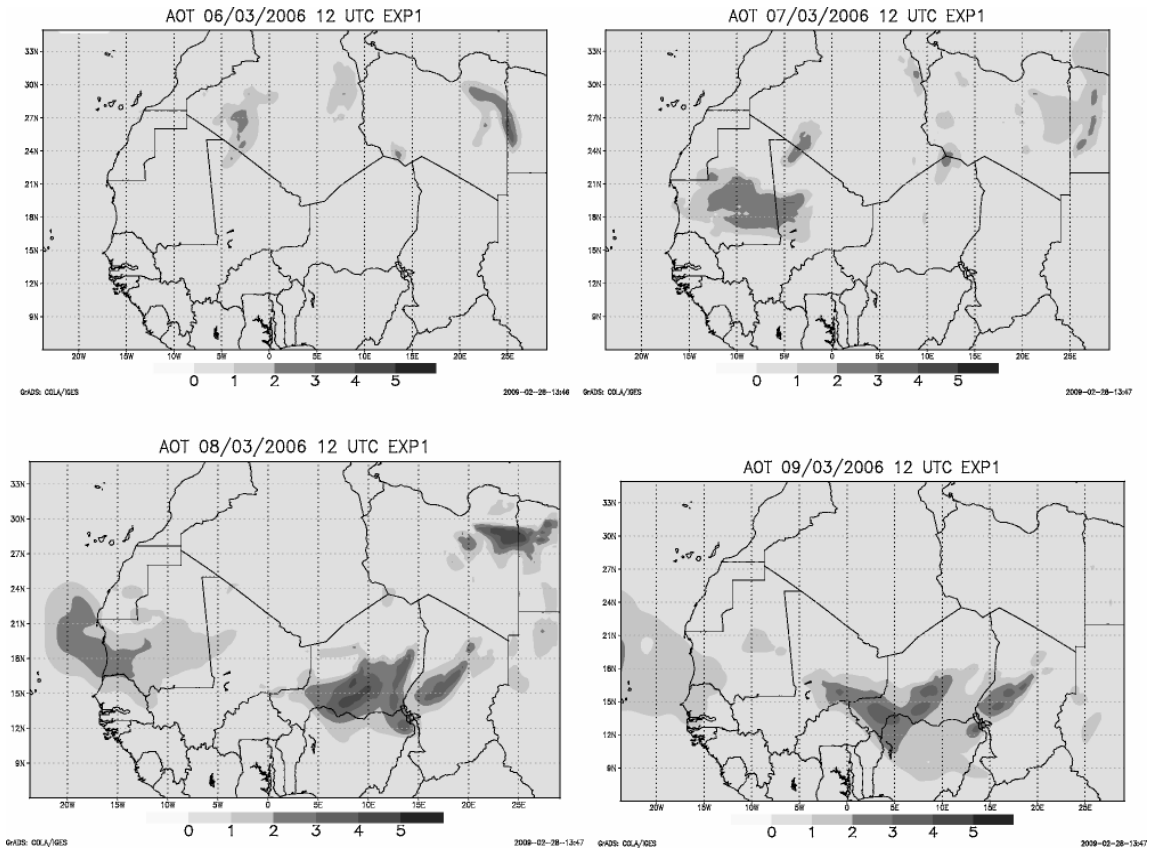 AOT 06/03/2006 12 UTC EXP1
33N
30N
27N
24N
21N
18N
15N
12N
9N
20W 15W 10W 5W 0 5E 10E 15E 20E 25E
0 1 2 3 4 5
GrADS: COLA/IGES 2009-02-28-13:46
AOT 07/03/2006 12 UTC EXP1
33N
30N
27N
24N
21N
18N
15N
12N
9N
20W 15W 10W 5W 0 5E 10E 15E 20E 25E
0 1 2 3 4 5
GrADS: COLA/IGES 2009-02-28-13:47
AOT 08/03/2006 12 UTC EXP1
33N
30N
27N
24N
21N
18N
15N
12N
9N
20W 15W 10W 5W 0 5E 10E 15E 20E 25E
0 1 2 3 4 5
GrADS: COLA/IGES 2009-02-28-13:47
AOT 09/03/2006 12 UTC EXP1
33N
30N
27N
24N
21N
18N
15N
12N
9N
20W 15W 10W 5W 0 5E 10E 15E 20E 25E
0 1 2 3 4 5
GrADS: COLA/IGES 2009-02-28-13:47